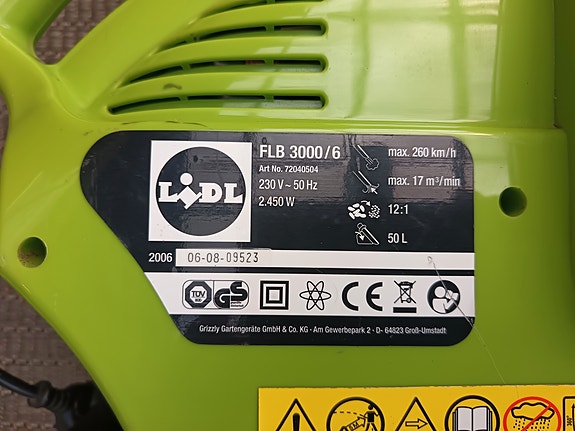 LIDL
FLB 3000/6
Art No. 72040504
230 V ~ 50 Hz
2.450 W
max. 260 km/h
max. 17 m³/min
12:1
50 L
2006 06-08-09523
TÜV GS CE
Grizzly Gartengeräte GmbH & Co. KG · Am Gewerbepark 2 · D- 64823 Groß-Umstadt
360°